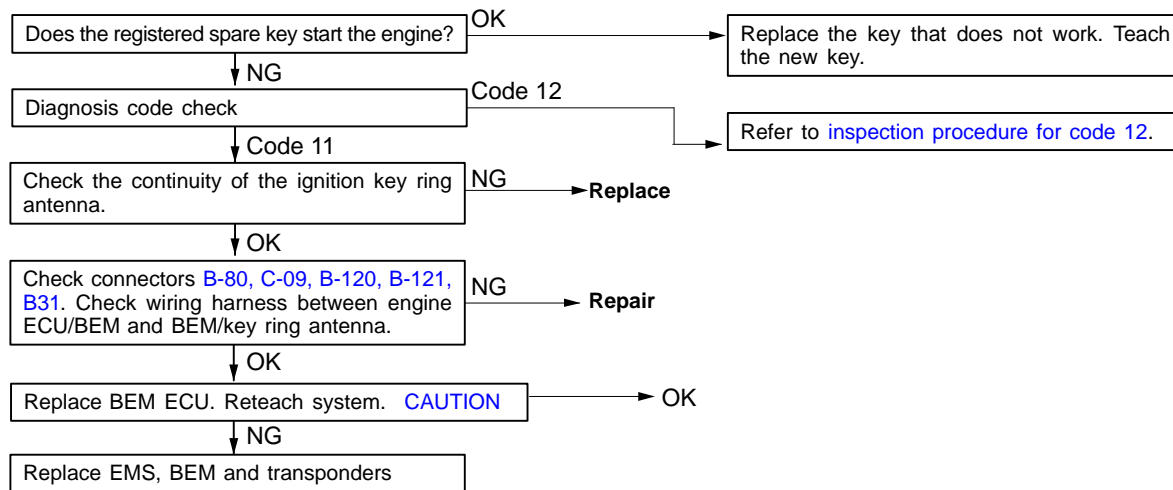 Does the registered spare key start the engine?
OK
Replace the key that does not work. Teach
the new key.
NG
Diagnosis code check
Code 12
Refer to inspection procedure for code 12.
Code 11
Check the continuity of the ignition key ring
antenna.
NG
Replace
OK
Check connectors B-80, C-09, B-120, B-121,
B31. Check wiring harness between engine
ECU/BEM and BEM/key ring antenna.
NG
Repair
OK
Replace BEM ECU. Reteach system. CAUTION
OK
NG
Replace EMS, BEM and transponders